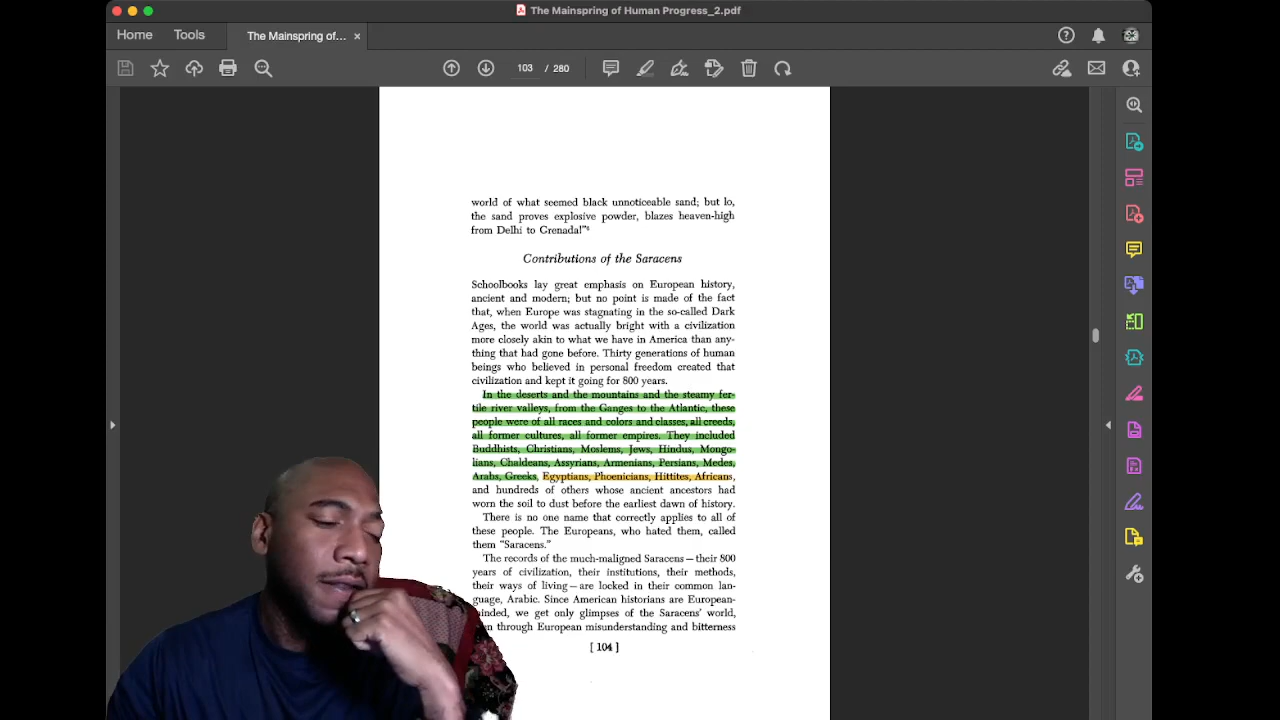 The Mainspring of Human Progress_2.pdf
Home Tools The Mainspring of... ×
103 / 280
world of what seemed black unnoticeable sand; but lo,
the sand proves explosive powder, blazes heaven-high
from Delhi to Grenada!"⁵
Contributions of the Saracens
Schoolbooks lay great emphasis on European history,
ancient and modern; but no point is made of the fact
that, when Europe was stagnating in the so-called Dark
Ages, the world was actually bright with a civilization
more closely akin to what we have in America than any-
thing that had gone before. Thirty generations of human
beings who believed in personal freedom created that
civilization and kept it going for 800 years.
In the deserts and the mountains and the steamy fer-
tile river valleys, from the Ganges to the Atlantic, these
people were of all races and colors and classes, all creeds,
all former cultures, all former empires. They included
Buddhists, Christians, Moslems, Jews, Hindus, Mongo-
lians, Chaldeans, Assyrians, Armenians, Persians, Medes,
Arabs, Greeks, Egyptians, Phoenicians, Hittites, Africans,
and hundreds of others whose ancient ancestors had
worn the soil to dust before the earliest dawn of history.
There is no one name that correctly applies to all of
these people. The Europeans, who hated them, called
them "Saracens."
The records of the much-maligned Saracens—their 800
years of civilization, their institutions, their methods,
their ways of living—are locked in their common lan-
guage, Arabic. Since American historians are European-
minded, we get only glimpses of the Saracens' world,
through European misunderstanding and bitterness
[ 104 ]